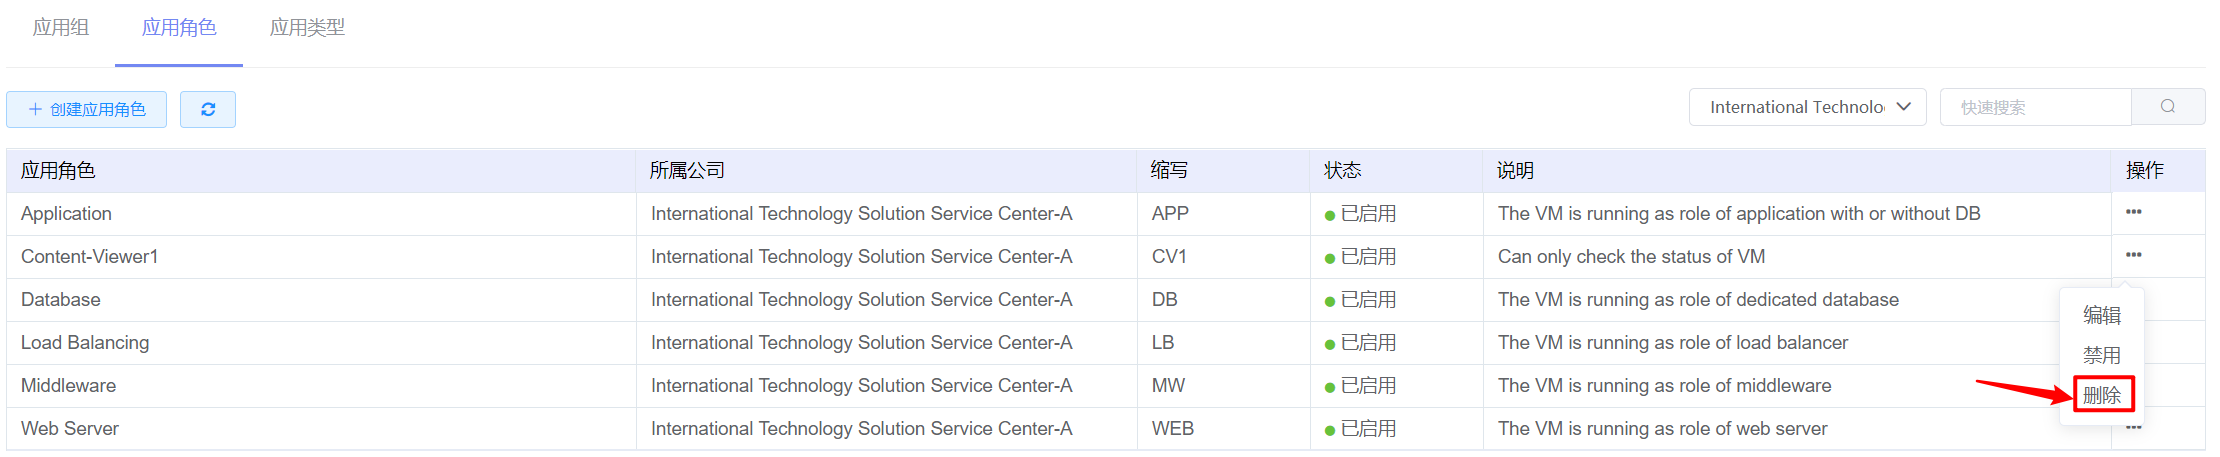 应用组 应用角色 应用类型
+ 创建应用角色 International Technolo 快速搜索
应用角色 所属公司 缩写 状态 说明 操作
Application International Technology Solution Service Center-A APP 已启用 The VM is running as role of application with or without DB •••
Content-Viewer1 International Technology Solution Service Center-A CV1 已启用 Can only check the status of VM •••
Database International Technology Solution Service Center-A DB 已启用 The VM is running as role of dedicated database
编辑
Load Balancing International Technology Solution Service Center-A LB 已启用 The VM is running as role of load balancer
禁用
Middleware International Technology Solution Service Center-A MW 已启用 The VM is running as role of middleware
删除
Web Server International Technology Solution Service Center-A WEB 已启用 The VM is running as role of web server •••